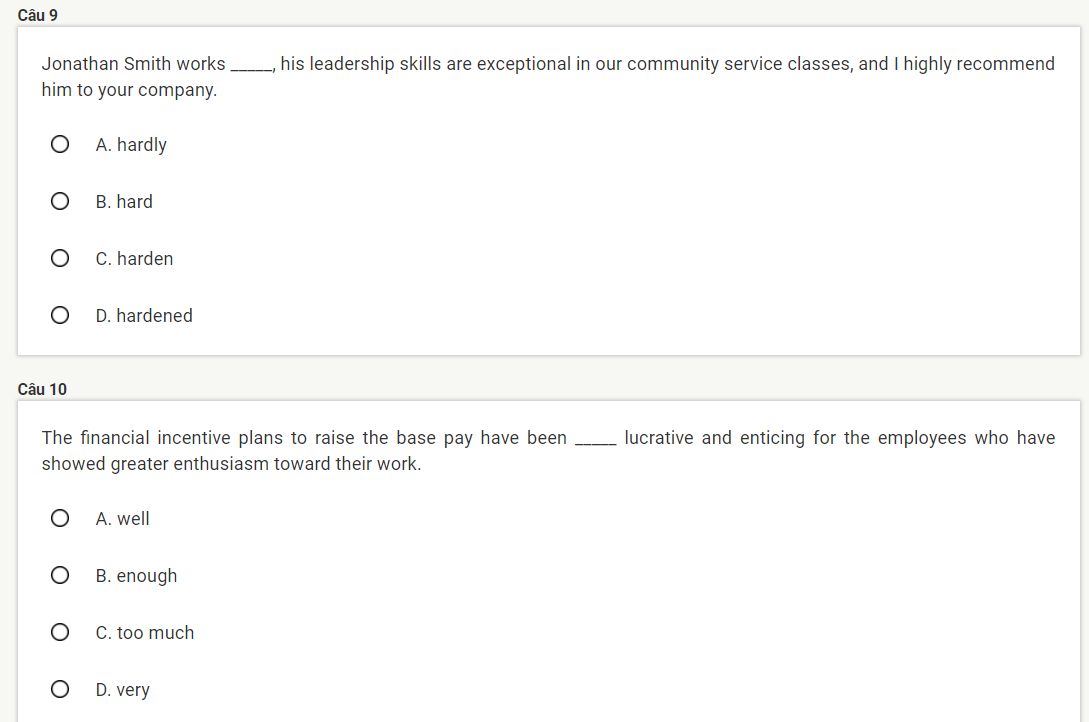 Câu 9
Jonathan Smith works _____, his leadership skills are exceptional in our community service classes, and I highly recommend
him to your company.
A. hardly
B. hard
C. harden
D. hardened
Câu 10
The financial incentive plans to raise the base pay have been _____ lucrative and enticing for the employees who have
showed greater enthusiasm toward their work.
A. well
B. enough
C. too much
D. very